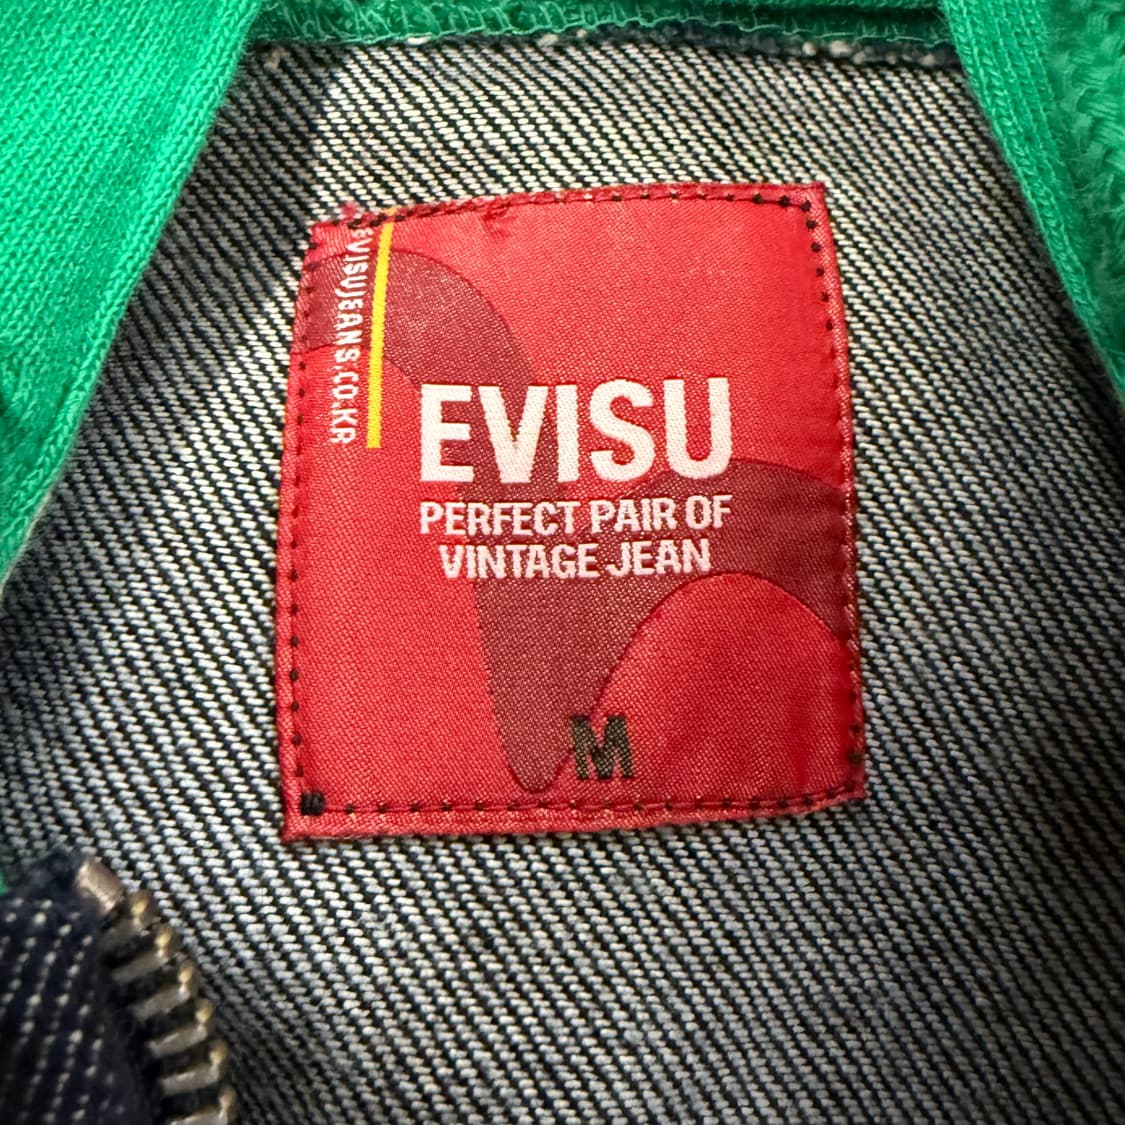 EVISUJEANS.CO.KR
EVISU
PERFECT PAIR OF
VINTAGE JEAN
M